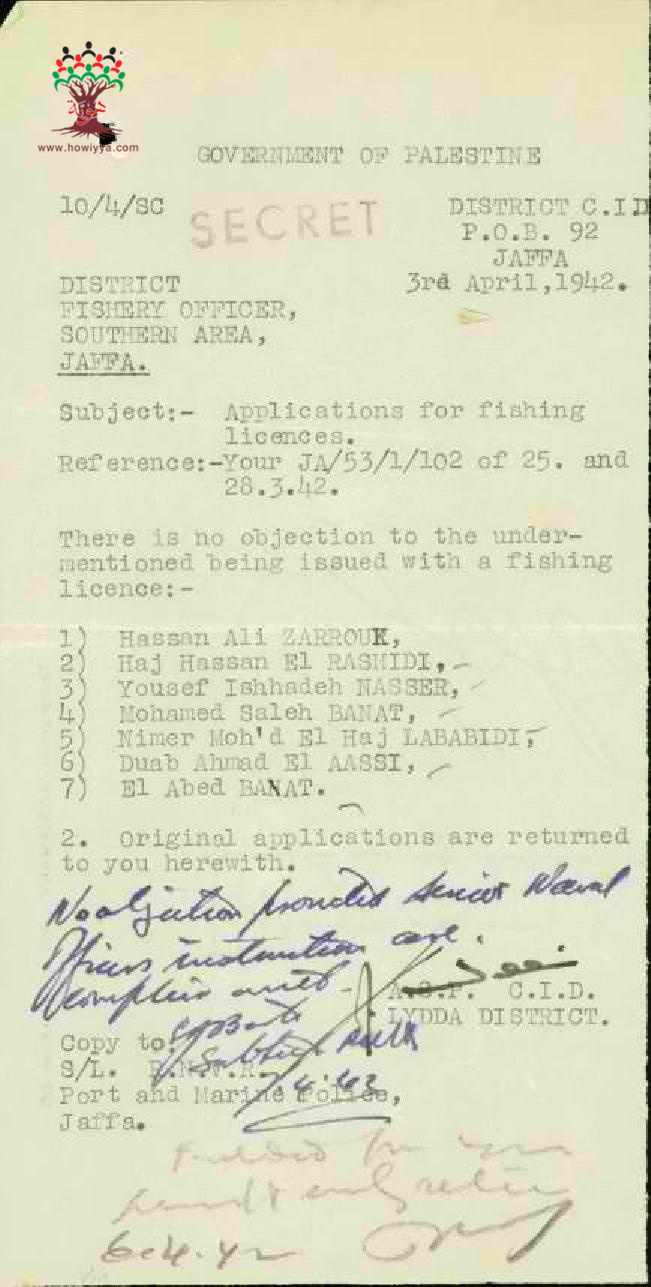 www.howiyya.com
GOVERNMENT OF PALESTINE
10/4/SC
SECRET
DISTRICT C.I.D
P.O.B. 92
JAFFA
3rd April,1942.
DISTRICT
FISHERY OFFICER,
SOUTHERN AREA,
JAFFA.
Subject:- Applications for fishing
licences.
Reference:-Your JA/53/1/102 of 25. and
28.3.42.
There is no objection to the under-
mentioned being issued with a fishing
licence:-
1) Hassan Ali ZARROUK,
2) Haj Hassan El RASHIDI,
3) Yousef Ishhadeh NASSER,
4) Mohamed Saleh BANAT,
5) Nimer Moh'd El Haj LABABIDI,
6) Duab Ahmad El AASSI,
7) El Abed BANAT.
2. Original applications are returned
to you herewith.
No objection provided senior Naval
Officers instruction are
complied with.
A.S.P. C.I.D.
LYDDA DISTRICT.
Copy to:
S/L. R.N.V.R.
Port and Marine Police,
Jaffa.
6.4.42